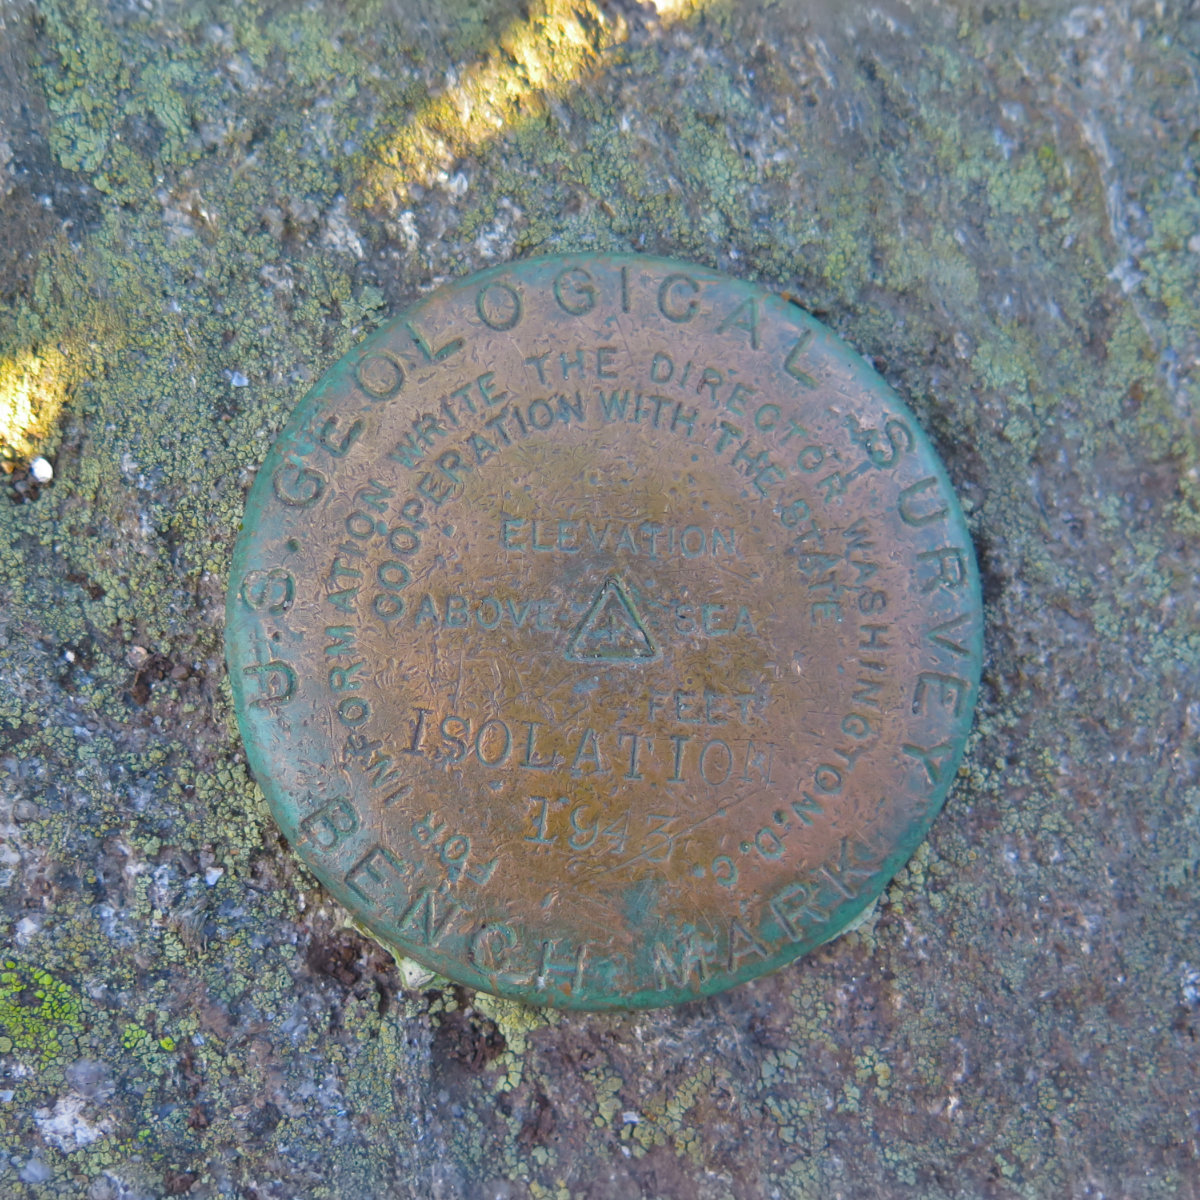 U.S. GEOLOGICAL SURVEY
FOR INFORMATION WRITE THE DIRECTOR WASHINGTON. D.C.
COOPERATION WITH THE STATE
ELEVATION
ABOVE SEA
FEET
ISOLATION
1943
BENCH MARK